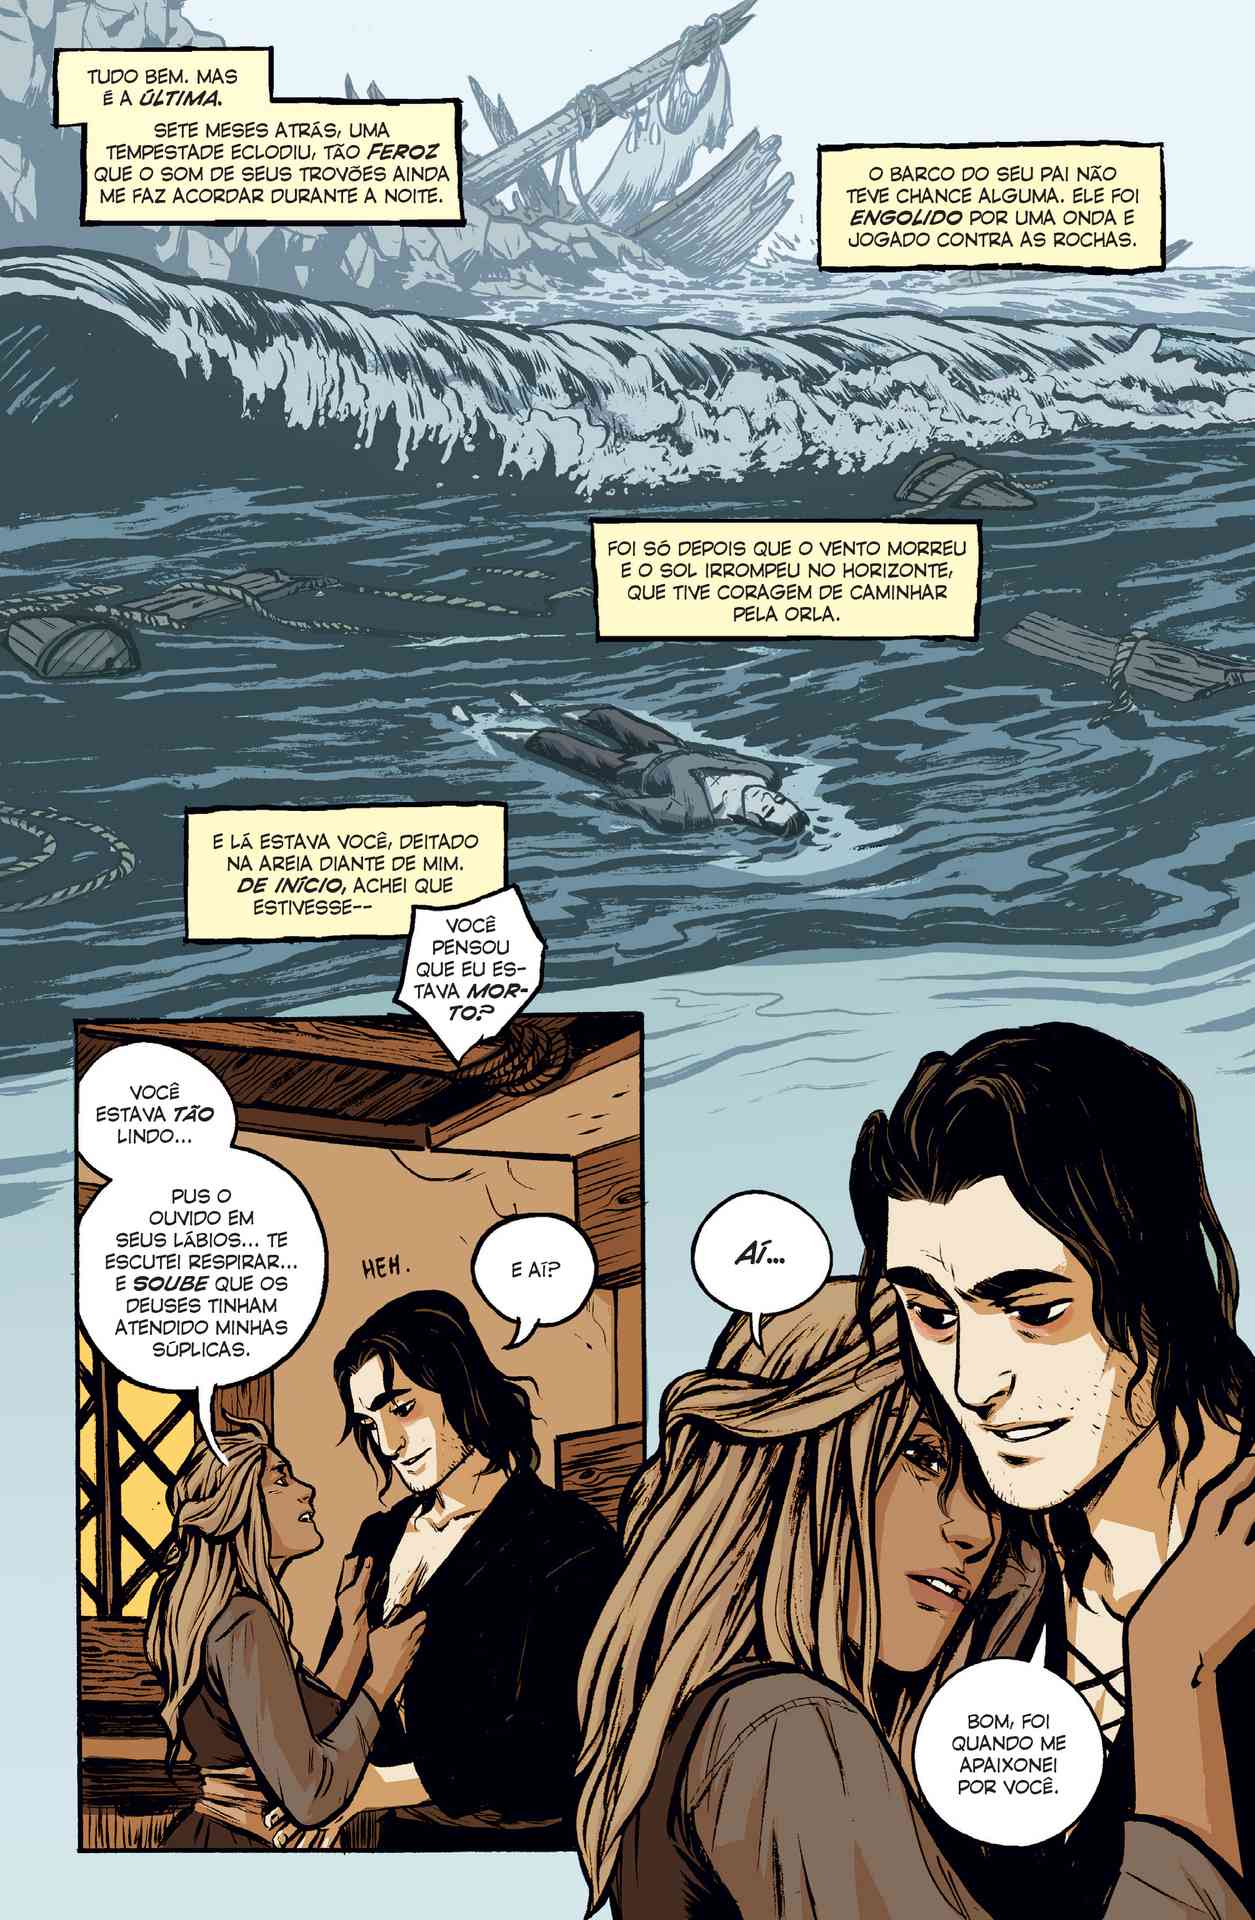 TUDO BEM. MAS
É A ÚLTIMA.
SETE MESES ATRÁS, UMA
TEMPESTADE ECLODIU, TÃO FEROZ
QUE O SOM DE SEUS TROVÕES AINDA
ME FAZ ACORDAR DURANTE A NOITE.
O BARCO DO SEU PAI NÃO
TEVE CHANCE ALGUMA. ELE FOI
ENGOLIDO POR UMA ONDA E
JOGADO CONTRA AS ROCHAS.
FOI SÓ DEPOIS QUE O VENTO MORREU
E O SOL IRROMPEU NO HORIZONTE,
QUE TIVE CORAGEM DE CAMINHAR
PELA ORLA.
E LÁ ESTAVA VOCÊ, DEITADO
NA AREIA DIANTE DE MIM.
DE INÍCIO, ACHEI QUE
ESTIVESSE--
VOCÊ
PENSOU
QUE EU ES-
TAVA MOR-
TO?
VOCÊ
ESTAVA TÃO
LINDO...
PUS O
OUVIDO EM
SEUS LÁBIOS... TE
ESCUTEI RESPIRAR...
E SOUBE QUE OS
DEUSES TINHAM
ATENDIDO MINHAS
SÚPLICAS.
HEH.
E AÍ?
AÍ...
BOM, FOI
QUANDO ME
APAIXONEI
POR VOCÊ.